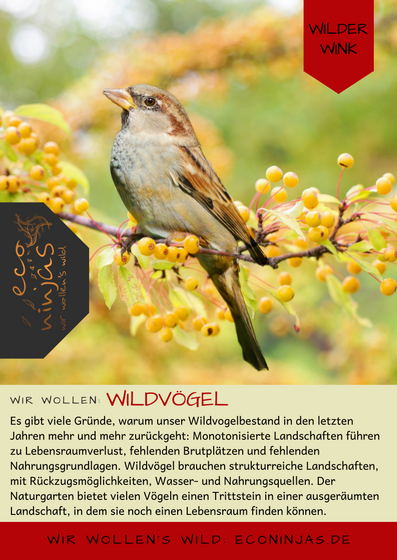 WILDER
WINK
eco
ninjas
wir wollen's wild!
WIR WOLLEN: WILDVÖGEL
Es gibt viele Gründe, warum unser Wildvogelbestand in den letzten
Jahren mehr und mehr zurückgeht: Monotonisierte Landschaften führen
zu Lebensraumverlust, fehlenden Brutplätzen und fehlenden
Nahrungsgrundlagen. Wildvögel brauchen strukturreiche Landschaften,
mit Rückzugsmöglichkeiten, Wasser- und Nahrungsquellen. Der
Naturgarten bietet vielen Vögeln einen Trittstein in einer ausgeräumten
Landschaft, in dem sie noch einen Lebensraum finden können.
WIR WOLLEN'S WILD: ECONINJAS.DE